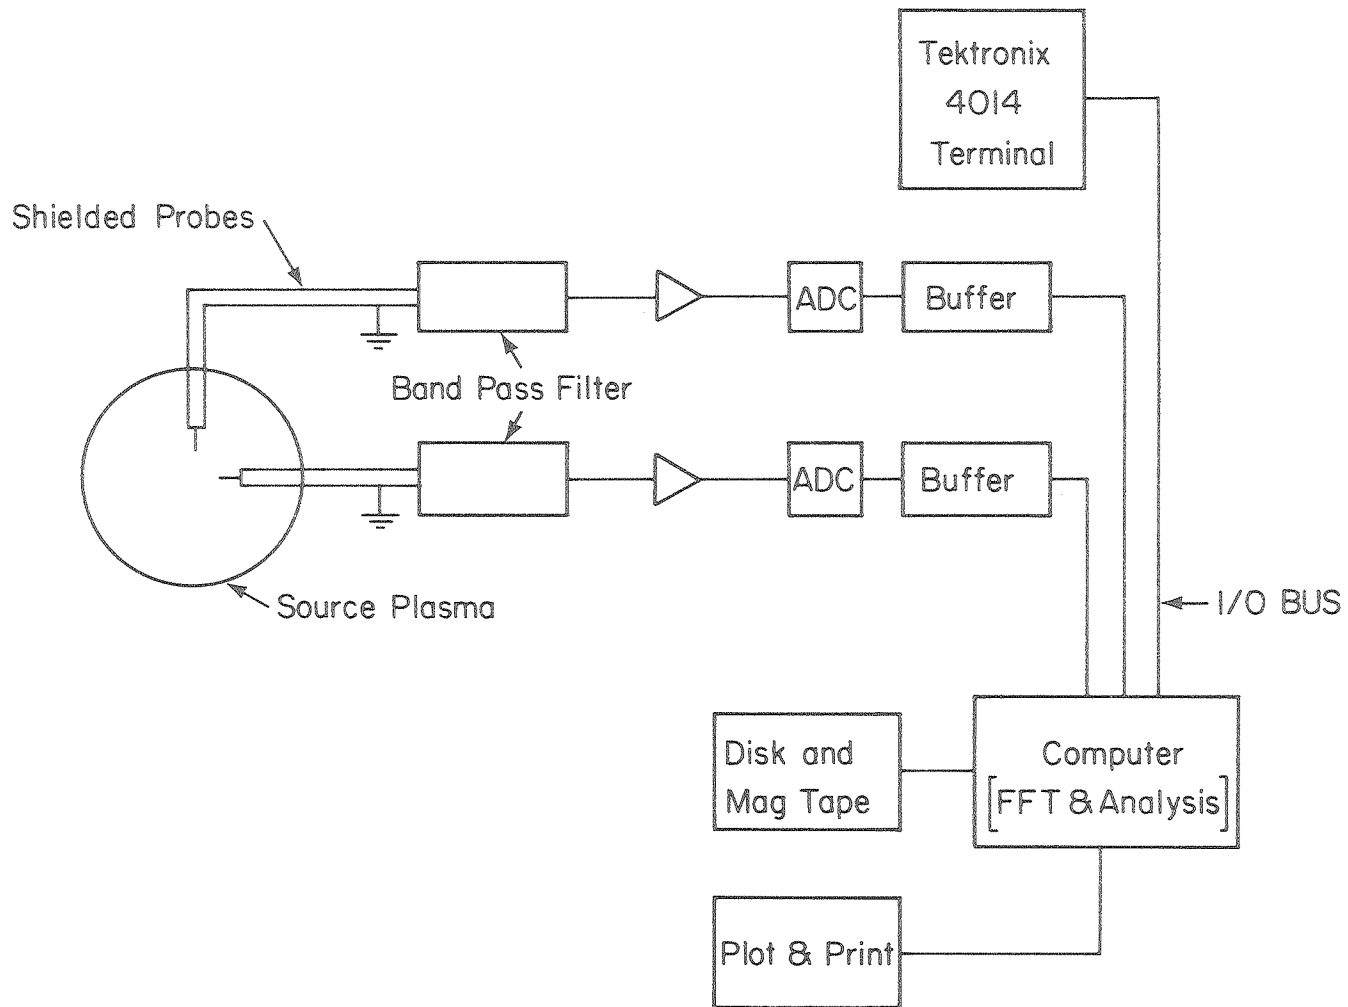 Tektronix
4014
Terminal
Shielded Probes
ADC
Buffer
Band Pass Filter
ADC
Buffer
Source Plasma
I/O BUS
Disk and
Mag Tape
Computer
[FFT & Analysis]
Plot & Print